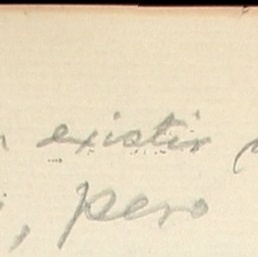 existir
, pero